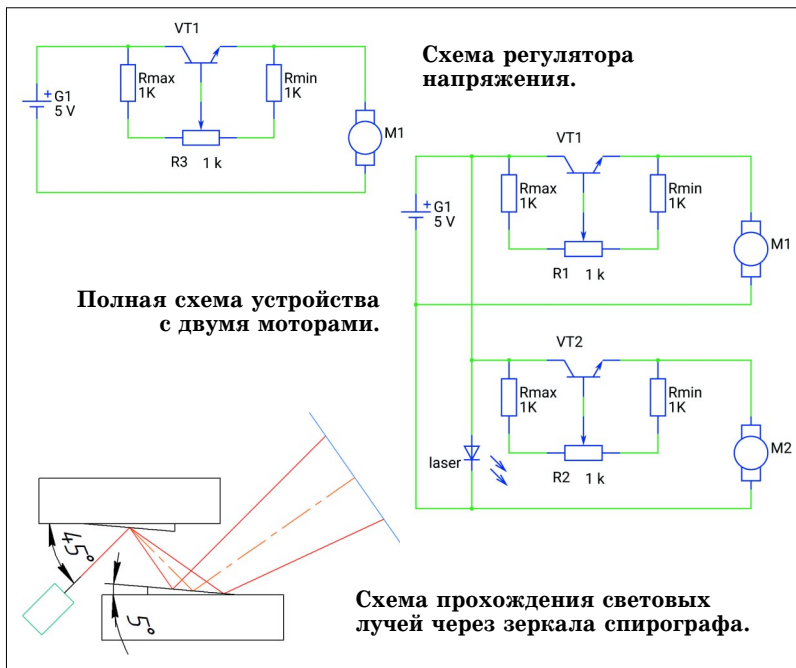 VT1
Rmax
1K
Rmin
1K
+ G1
5 V
R3 1 k
M1
Схема регулятора
напряжения.
VT1
Rmax
1K
Rmin
1K
+ G1
5 V
R1 1 k
M1
Полная схема устройства
с двумя моторами.
VT2
Rmax
1K
Rmin
1K
laser
R2 1 k
M2
45°
5°
Схема прохождения световых
лучей через зеркала спирографа.